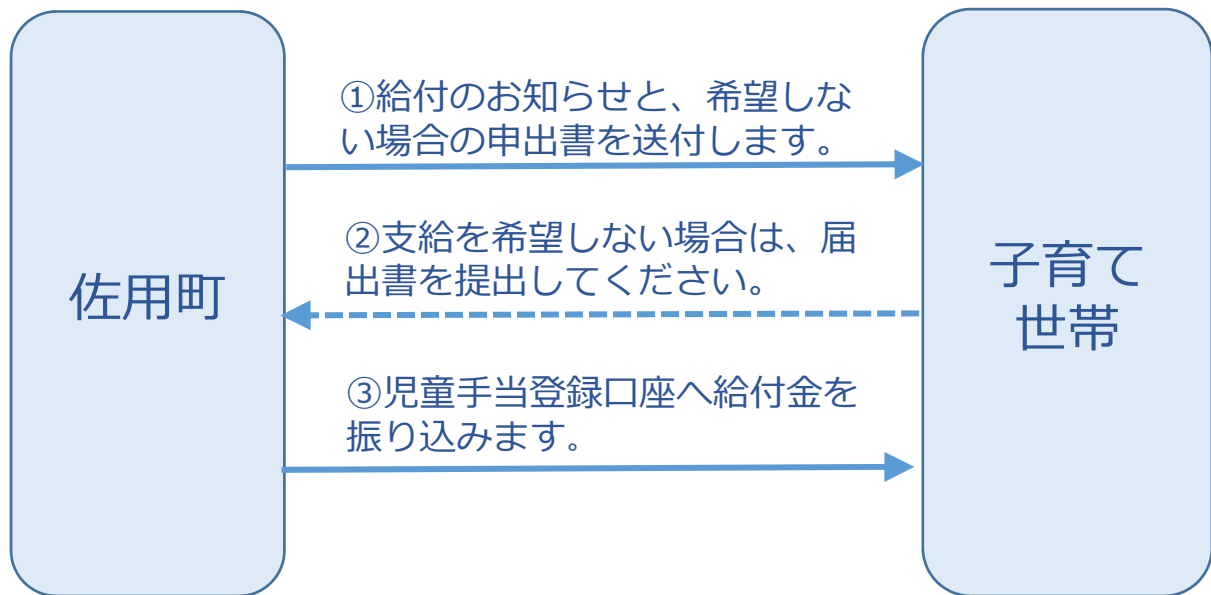 ①給付のお知らせと、希望しな
い場合の申出書を送付します。
②支給を希望しない場合は、届
出書を提出してください。
佐用町
子育て
世帯
③児童手当登録口座へ給付金を
振り込みます。